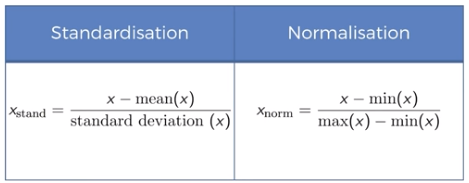 Standardisation
Normalisation
x_stand = (x − mean(x)) / (standard deviation (x))
x_norm = (x − min(x)) / (max(x) − min(x))